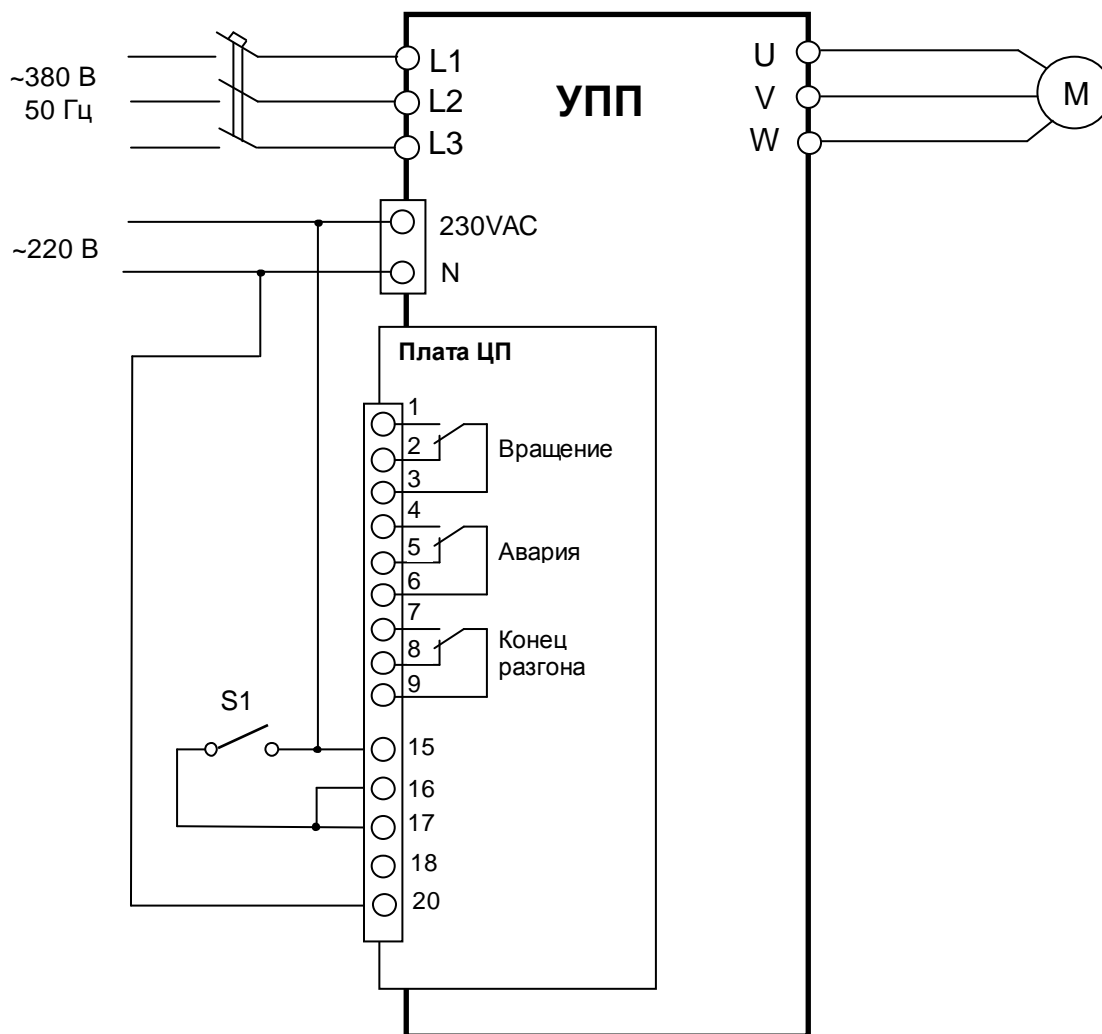 ~380 В
50 Гц
L1
L2
L3
УПП
U
V
W
M
~220 В
230VAC
N
Плата ЦП
1
2
3
Вращение
4
5
6
Авария
7
8
9
Конец
разгона
S1
15
16
17
18
20